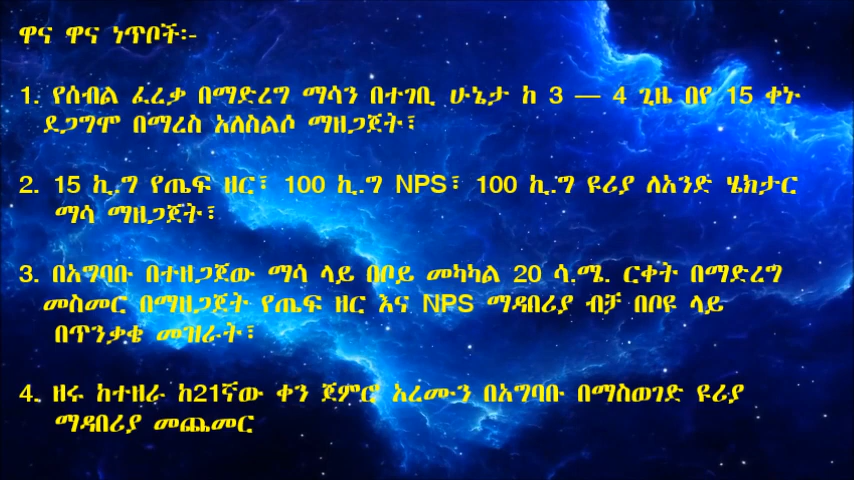 ዋና ዋና ነጥቦች፡-
1. የሰብል ፈረቃ በማድረግ ማሳን በተገቢ ሁኔታ ከ 3 — 4 ጊዜ በየ 15 ቀኑ
ደጋግሞ በማረስ አለስልሶ ማዘጋጀት፣
2. 15 ኪ.ግ የጤፍ ዘር፣ 100 ኪ.ግ NPS፣ 100 ኪ.ግ ዩሪያ ለአንድ ሄክታር
ማሳ ማዘጋጀት፣
3. በአግባቡ በተዘጋጀው ማሳ ላይ በቦይ መካካል 20 ሳ.ሜ. ርቀት በማድረግ
መስመር በማዘጋጀት የጤፍ ዘር እና NPS ማዳበሪያ ብቻ በቦዩ ላይ
በጥንቃቄ መዝራት፣
4. ዘሩ ከተዘራ ከ21ኛው ቀን ጀምሮ አረሙን በአግባቡ በማስወገድ ዩሪያ
ማዳበሪያ መጨመር